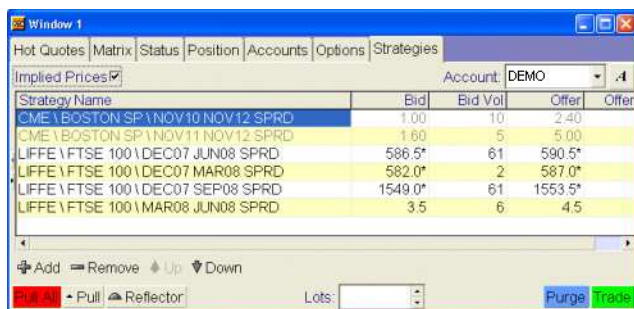 Window 1
Hot Quotes Matrix Status Position Accounts Options Strategies
Implied Prices Account: DEMO A
Strategy Name Bid Bid Vol Offer Offer
CME \ BOSTON SP \ NOV10 NOV12 SPRD 1.00 10 2.40
CME \ BOSTON SP \ NOV11 NOV12 SPRD 1.60 5 5.00
LIFFE \ FTSE 100 \ DEC07 JUN08 SPRD 586.5* 61 590.5*
LIFFE \ FTSE 100 \ DEC07 MAR08 SPRD 582.0* 2 587.0*
LIFFE \ FTSE 100 \ DEC07 SEP08 SPRD 1549.0* 61 1553.5*
LIFFE \ FTSE 100 \ MAR08 JUN08 SPRD 3.5 6 4.5
Add Remove Up Down
Pull All Pull Reflector Lots: Purge Trade